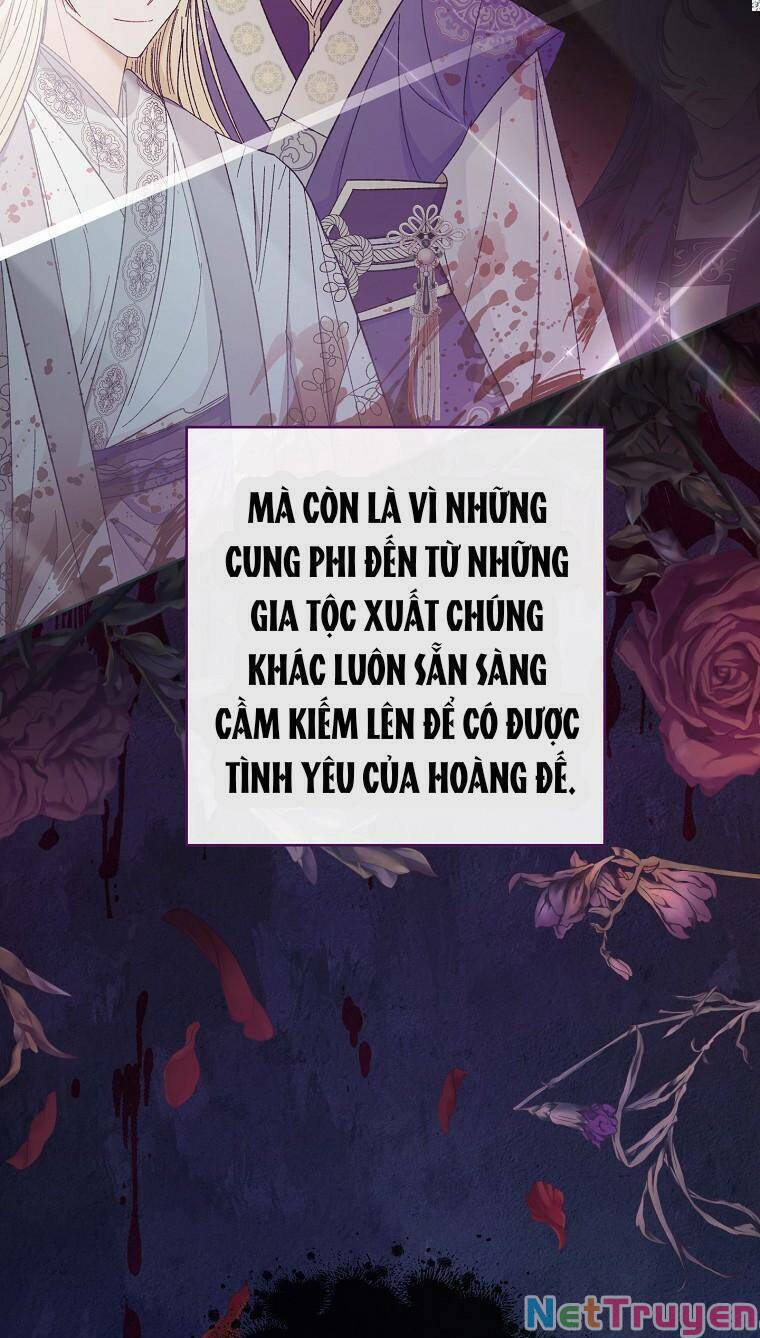 MÀ CÒN LÀ VÌ NHỮNG
CUNG PHI ĐẾN TỪ NHỮNG
GIA TỘC XUẤT CHÚNG
KHÁC LUÔN SẴN SÀNG
CẦM KIẾM LÊN ĐỂ CÓ ĐƯỢC
TÌNH YÊU CỦA HOÀNG ĐẾ.
NetTruyen